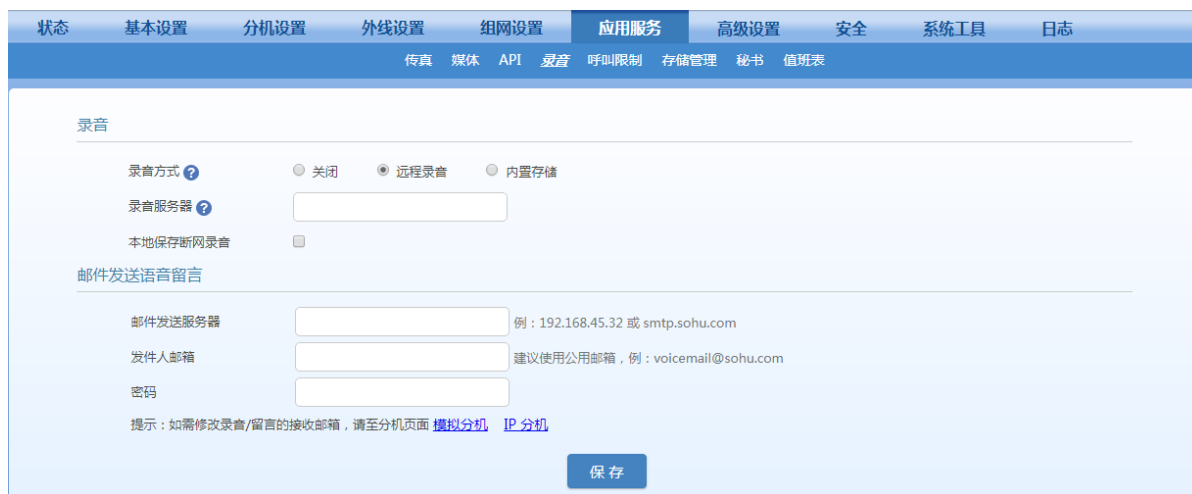 状态 基本设置 分机设置 外线设置 组网设置 应用服务 高级设置 安全 系统工具 日志
传真 媒体 API 录音 呼叫限制 存储管理 秘书 值班表
录音
录音方式 ? 关闭 远程录音 内置存储
录音服务器 ?
本地保存断网录音
邮件发送语音留言
邮件发送服务器 例：192.168.45.32 或 smtp.sohu.com
发件人邮箱 建议使用公用邮箱，例：voicemail@sohu.com
密码
提示：如需修改录音/留言的接收邮箱，请至分机页面 模拟分机 IP 分机
保 存